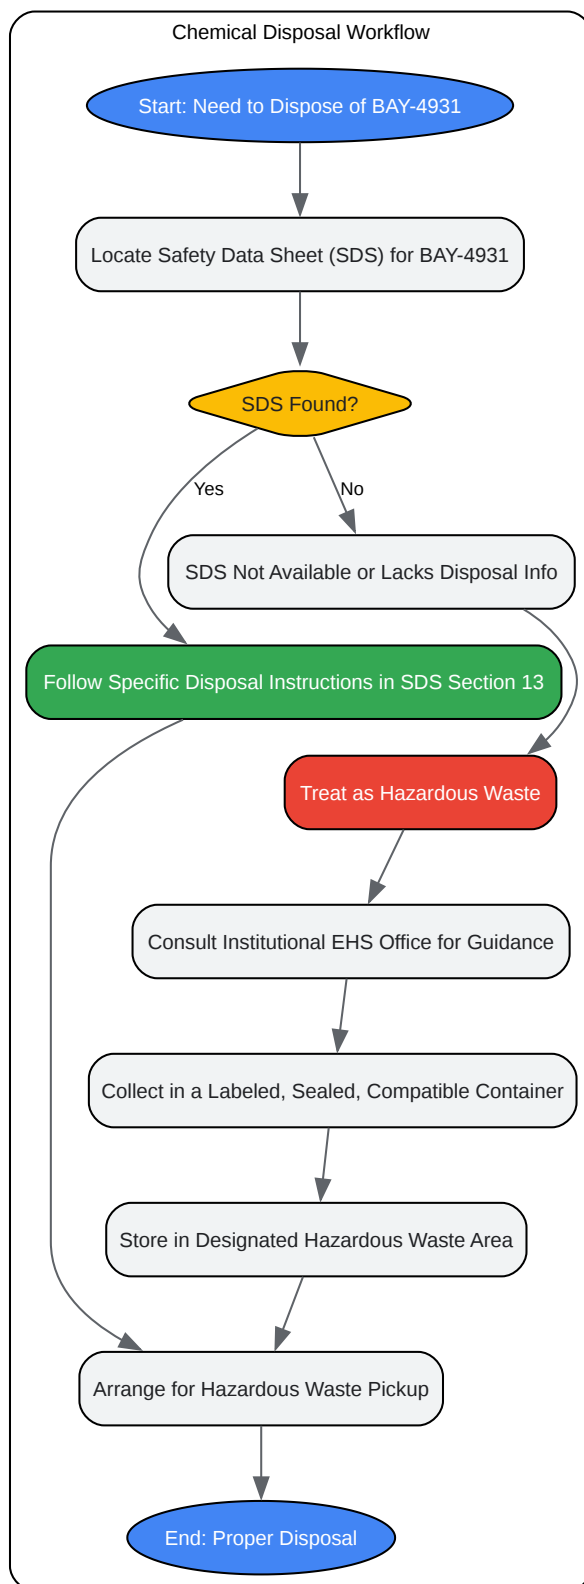 Chemical Disposal Workflow
Start: Need to Dispose of BAY-4931
Locate Safety Data Sheet (SDS) for BAY-4931
SDS Found?
Yes
No
SDS Not Available or Lacks Disposal Info
Follow Specific Disposal Instructions in SDS Section 13
Treat as Hazardous Waste
Consult Institutional EHS Office for Guidance
Collect in a Labeled, Sealed, Compatible Container
Store in Designated Hazardous Waste Area
Arrange for Hazardous Waste Pickup
End: Proper Disposal